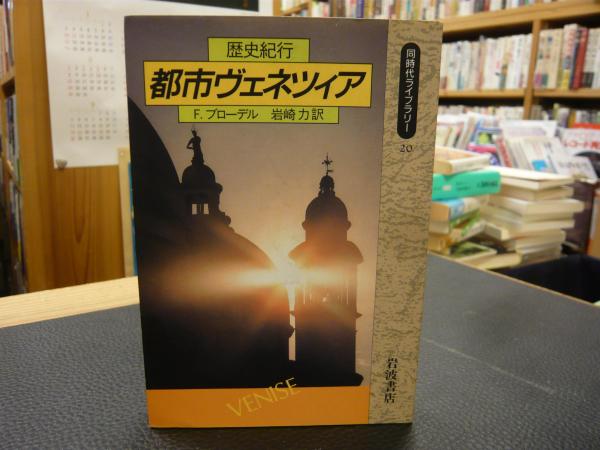 歴史紀行
都市ヴェネツィア
F. ブローデル 岩崎 力 訳
VENISE
同時代ライブラリー
20
岩波書店